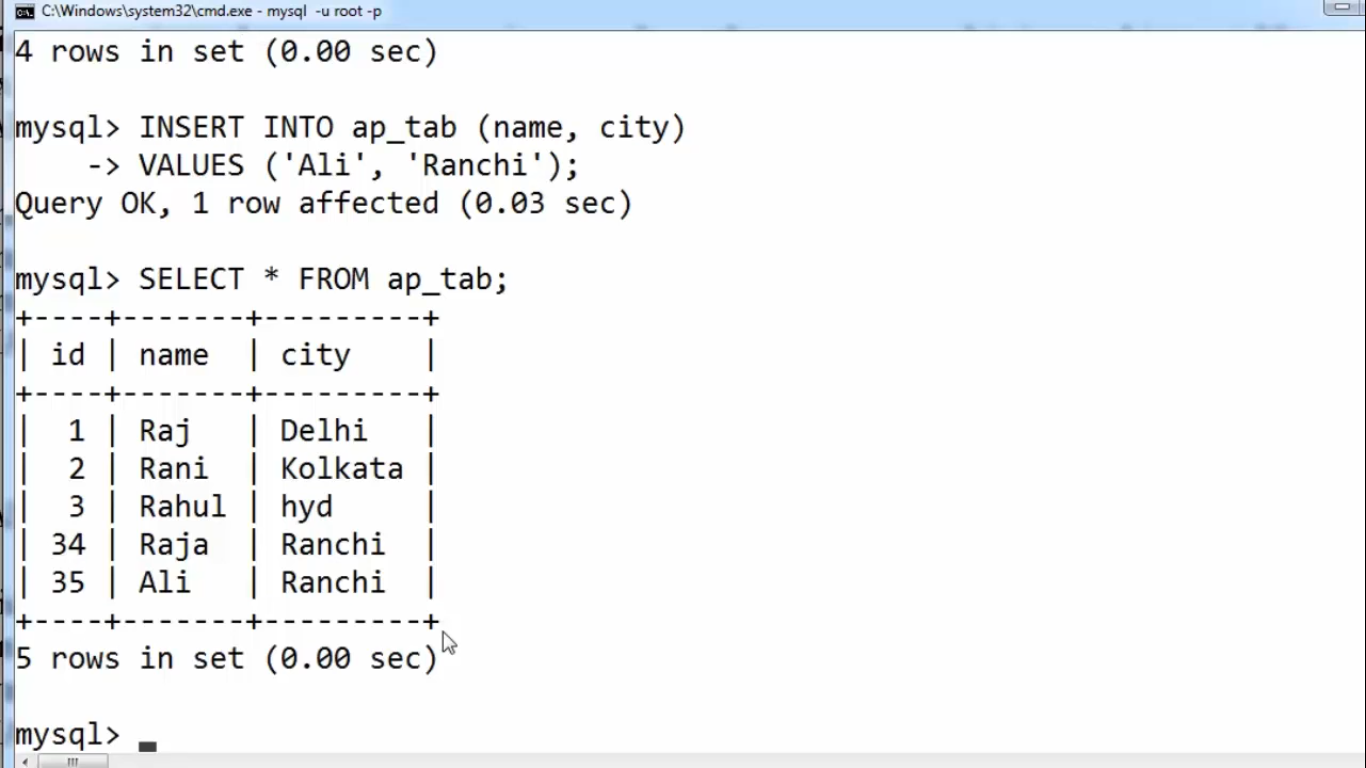 C:\Windows\system32\cmd.exe - mysql  -u root -p
4 rows in set (0.00 sec)
mysql> INSERT INTO ap_tab (name, city)
    -> VALUES ('Ali', 'Ranchi');
Query OK, 1 row affected (0.03 sec)
mysql> SELECT * FROM ap_tab;
+----+-------+---------+
| id | name  | city    |
+----+-------+---------+
|  1 | Raj   | Delhi   |
|  2 | Rani  | Kolkata |
|  3 | Rahul | hyd     |
| 34 | Raja  | Ranchi  |
| 35 | Ali   | Ranchi  |
+----+-------+---------+
5 rows in set (0.00 sec)
mysql> _